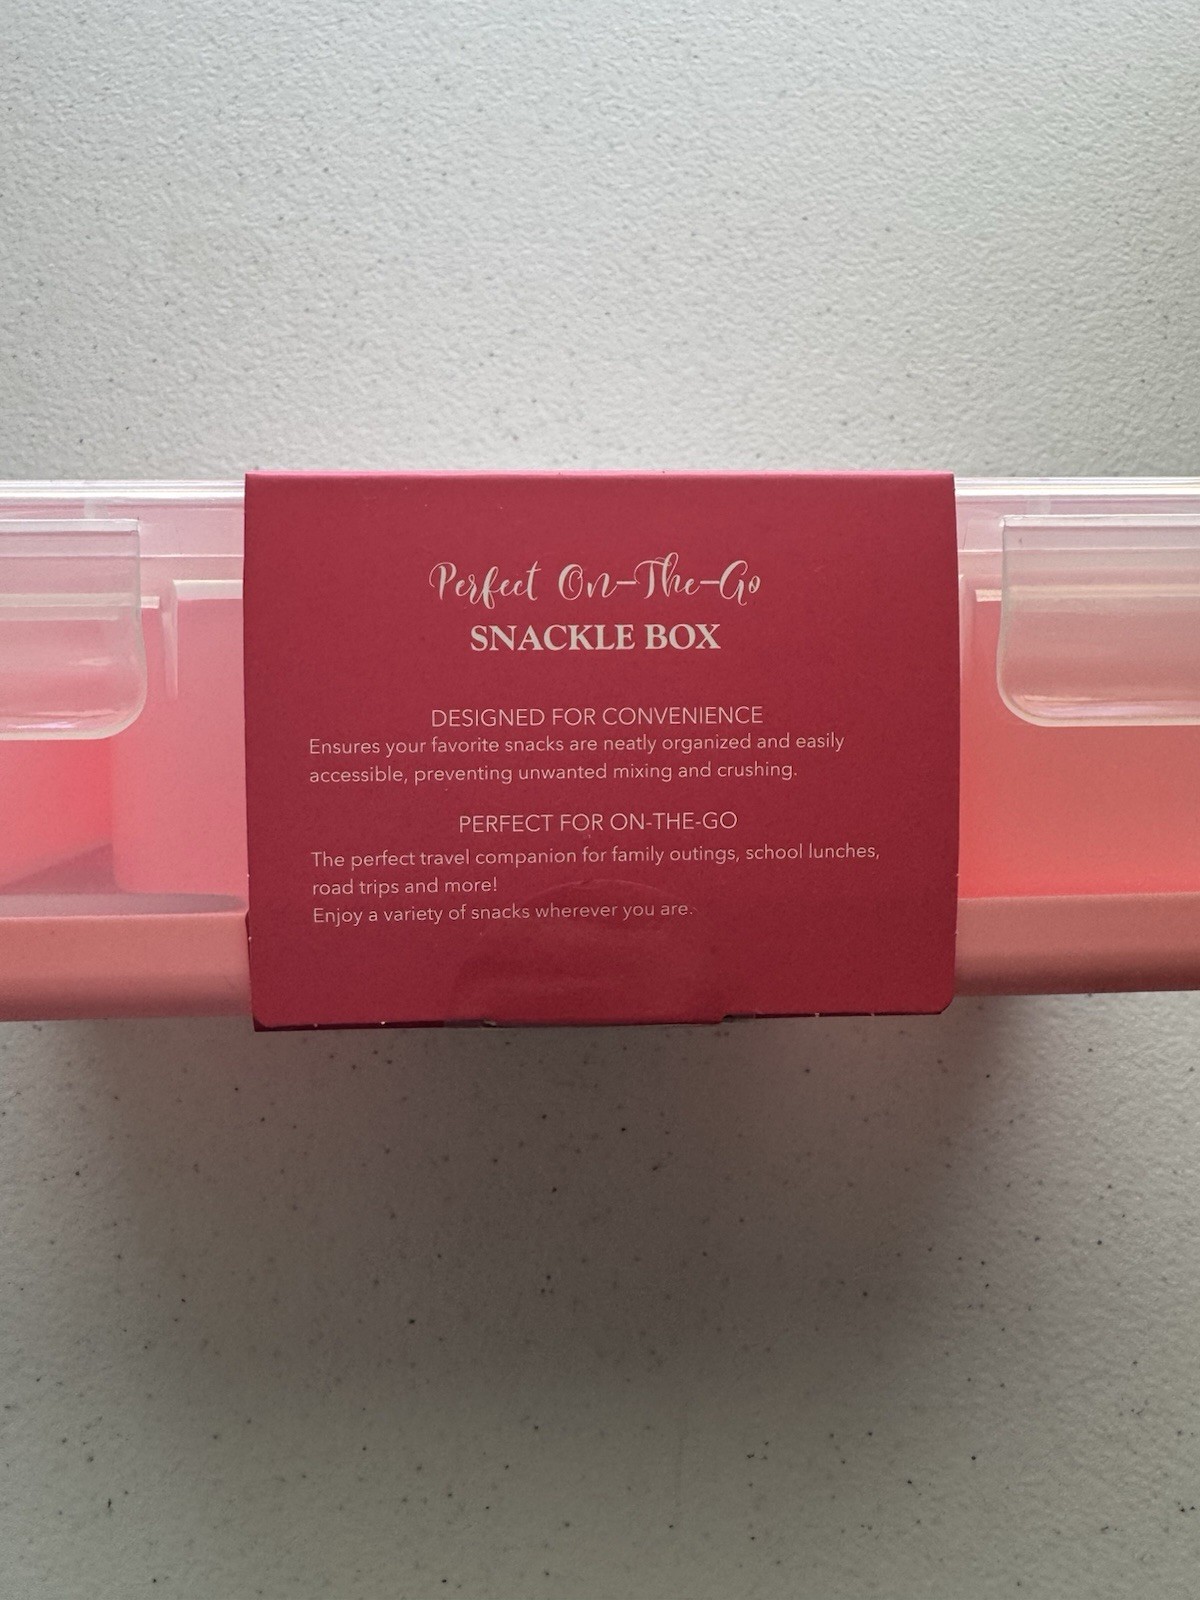 Perfect On-The-Go
SNACKLE BOX
DESIGNED FOR CONVENIENCE
Ensures your favorite snacks are neatly organized and easily
accessible, preventing unwanted mixing and crushing.
PERFECT FOR ON-THE-GO
The perfect travel companion for family outings, school lunches,
road trips and more!
Enjoy a variety of snacks wherever you are.